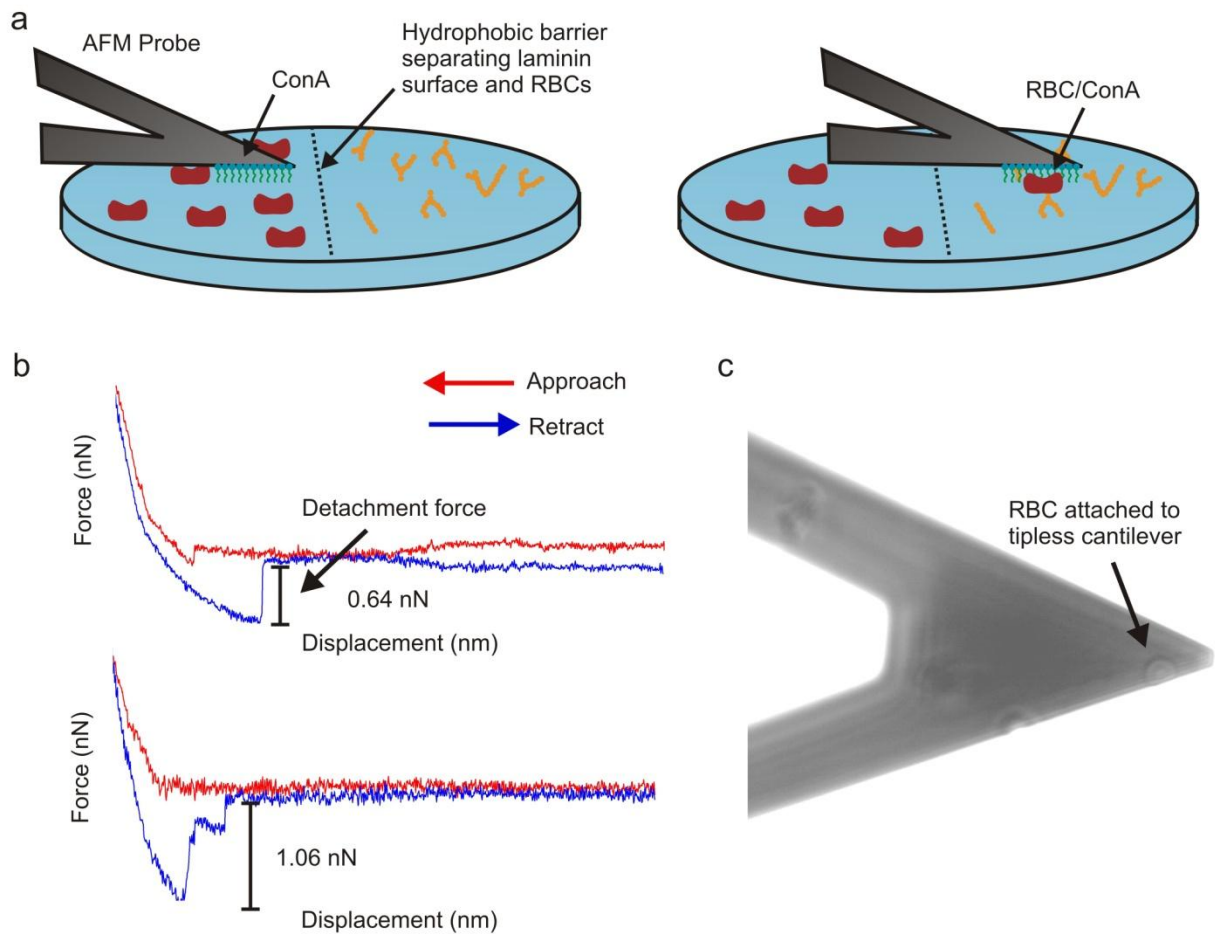 a
AFM Probe
ConA
Hydrophobic barrier
separating laminin
surface and RBCs
RBC/ConA
b
Approach
Retract
Force (nN)
Detachment force
0.64 nN
Displacement (nm)
Force (nN)
1.06 nN
Displacement (nm)
c
RBC attached to
tipless cantilever